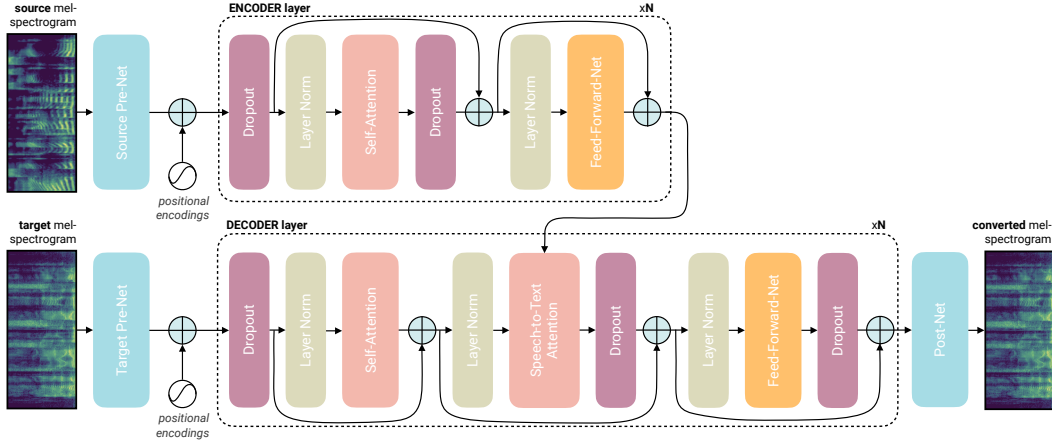 source mel-
spectrogram
Source Pre-Net
positional
encodings
ENCODER layer
xN
Dropout
Layer Norm
Self-Attention
Dropout
Layer Norm
Feed-Forward-Net
target mel-
spectrogram
Target Pre-Net
positional
encodings
DECODER layer
xN
Dropout
Layer Norm
Self-Attention
Layer Norm
Speech-to-Text
Attention
Dropout
Layer Norm
Feed-Forward-Net
Dropout
Post-Net
converted mel-
spectrogram